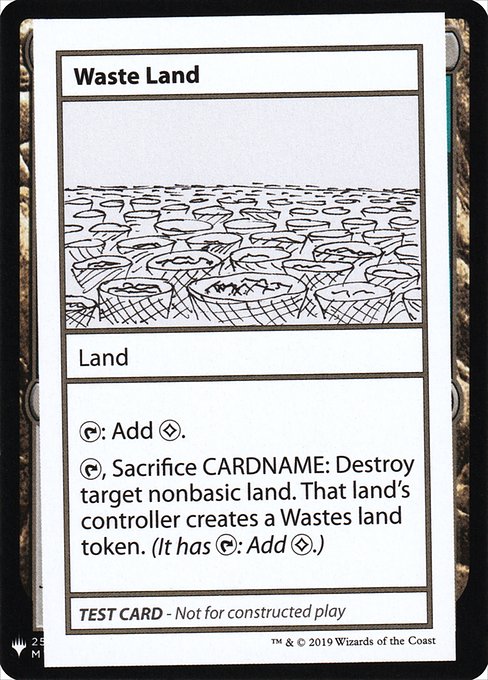 Waste Land
Land
: Add .
, Sacrifice CARDNAME: Destroy
target nonbasic land. That land's
controller creates a Wastes land
token. (It has : Add .)
TEST CARD - Not for constructed play
™ & © 2019 Wizards of the Coast
25
M